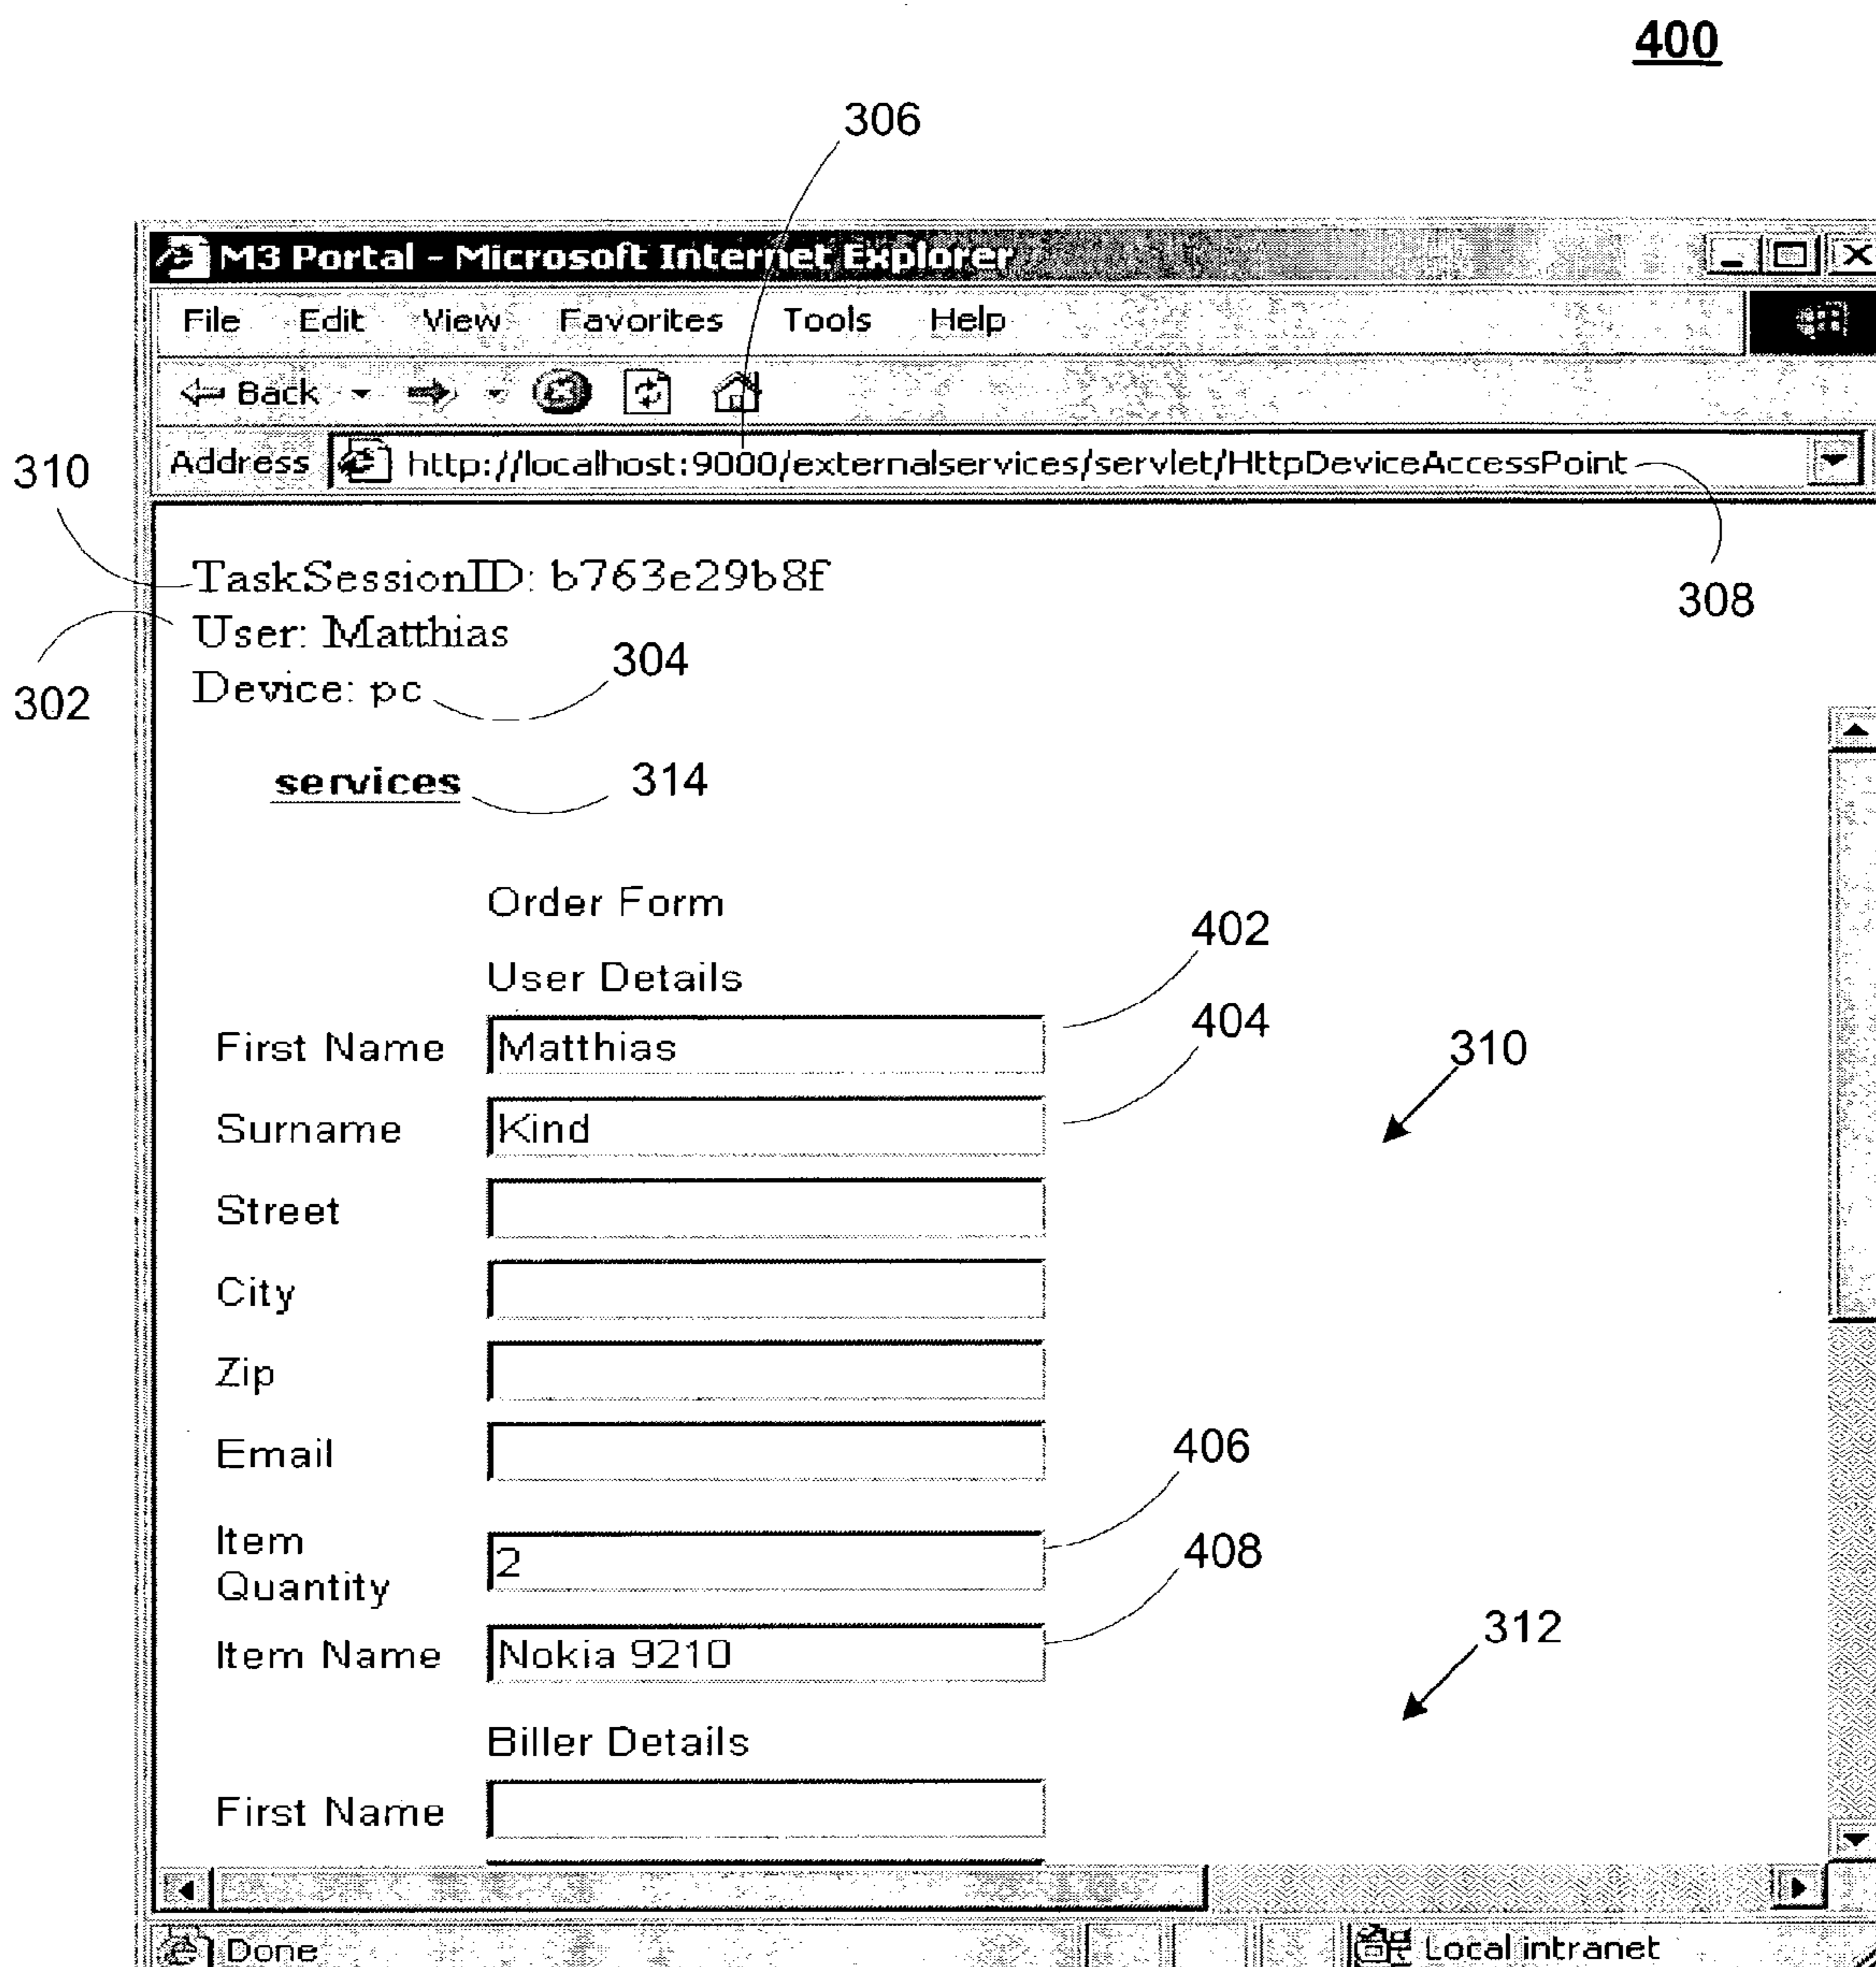 400
306
M3 Portal - Microsoft Internet Explorer
File Edit View Favorites Tools Help
Back
Address http://localhost:9000/externalservices/servlet/HttpDeviceAccessPoint
310
TaskSessionID: b763e29b8f
308
User: Matthias
304
302
Device: pc
services 314
Order Form
402
User Details
404
First Name Matthias
310
Surname Kind
Street
City
Zip
Email
406
Item Quantity 2
408
Item Name Nokia 9210
312
Biller Details
First Name
Done Local intranet